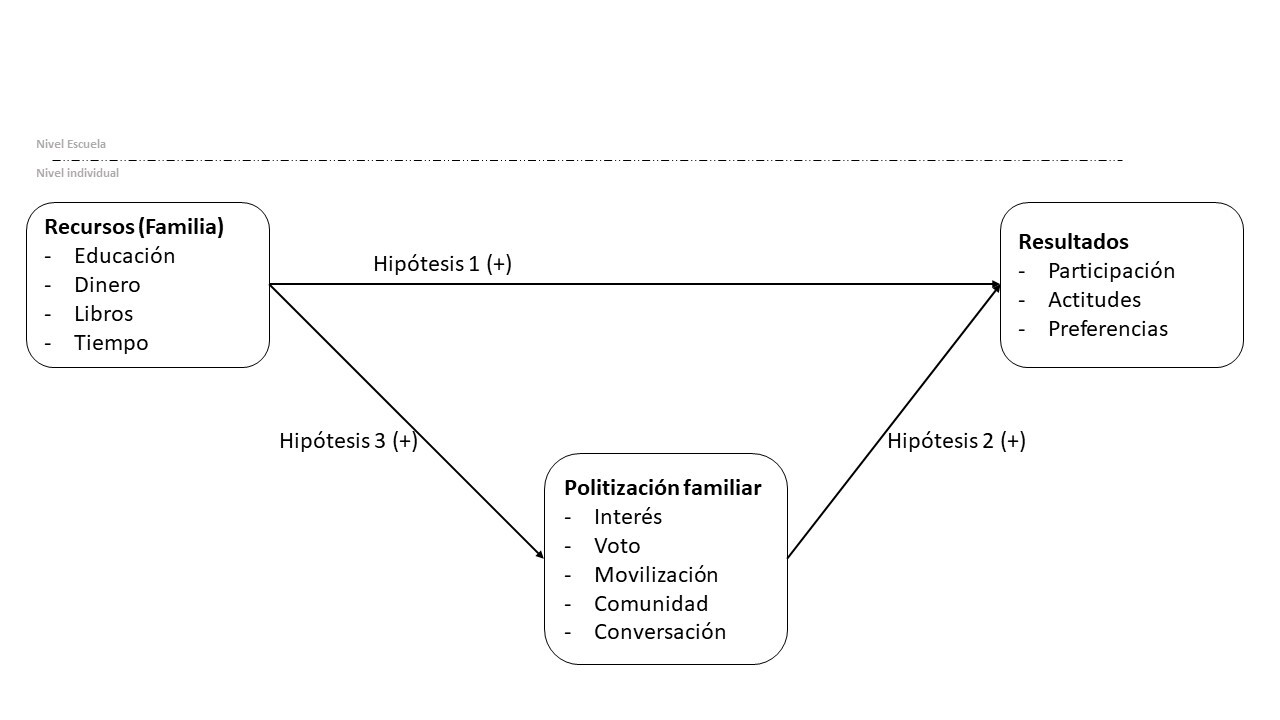 Nivel Escuela
Nivel individual
Recursos (Familia)
- Educación
- Dinero
- Libros
- Tiempo
Hipótesis 1 (+)
Resultados
- Participación
- Actitudes
- Preferencias
Hipótesis 3 (+)
Hipótesis 2 (+)
Politización familiar
- Interés
- Voto
- Movilización
- Comunidad
- Conversación